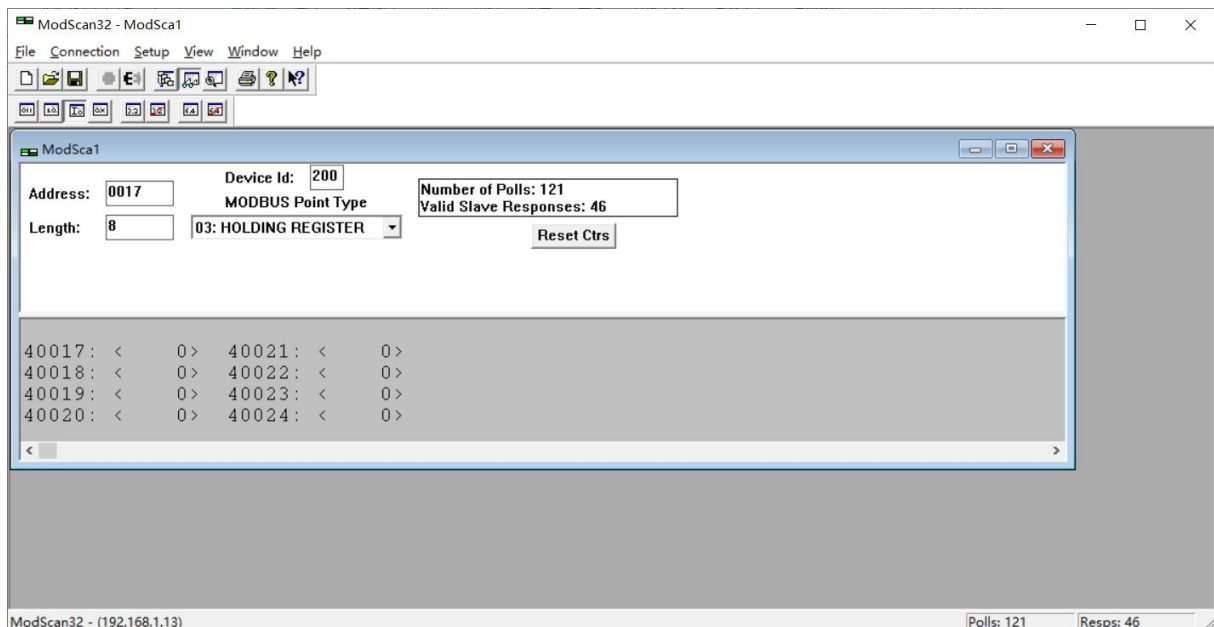 ModScan32 - ModSca1
File Connection Setup View Window Help
ModSca1
Address: 0017
Device Id: 200
MODBUS Point Type
Length: 8
03: HOLDING REGISTER
Number of Polls: 121
Valid Slave Responses: 46
Reset Ctrs
40017: < 0> 40021: < 0>
40018: < 0> 40022: < 0>
40019: < 0> 40023: < 0>
40020: < 0> 40024: < 0>
ModScan32 - (192.168.1.13) Polls: 121 Resps: 46